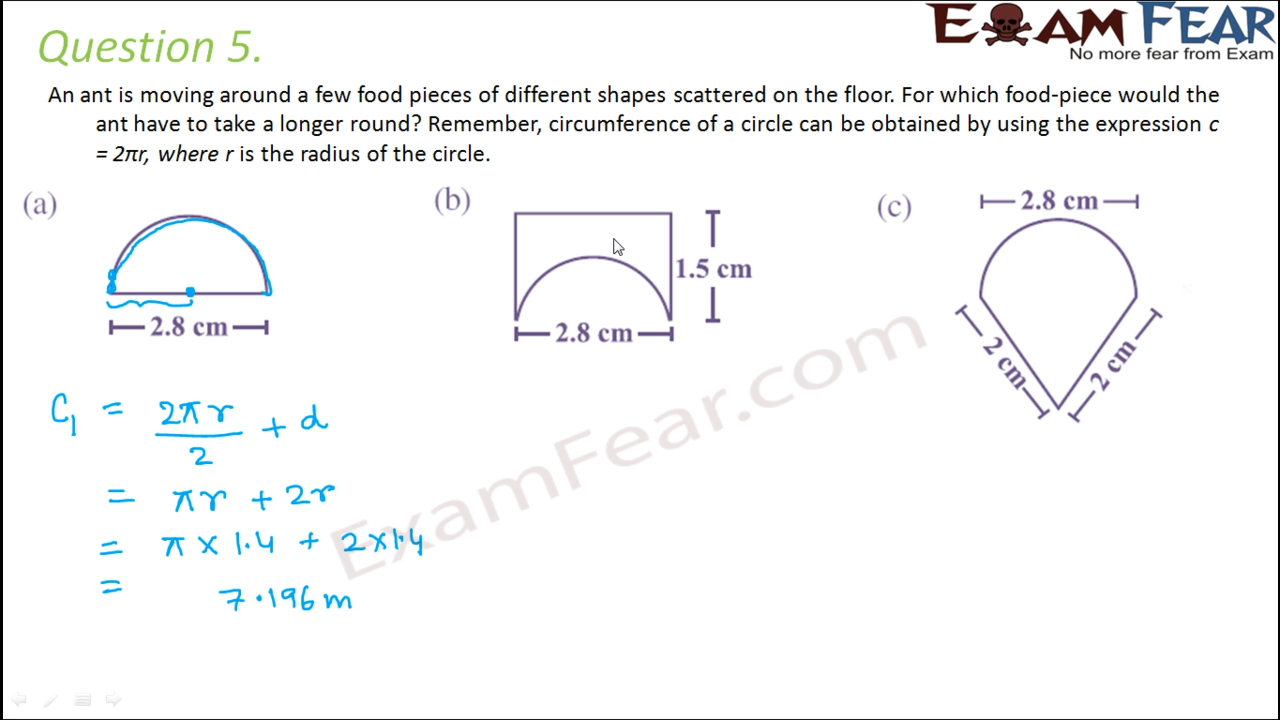 EXAM FEAR
No more fear from Exam
Question 5.
An ant is moving around a few food pieces of different shapes scattered on the floor. For which food-piece would the
ant have to take a longer round? Remember, circumference of a circle can be obtained by using the expression c
= 2πr, where r is the radius of the circle.
(a)
2.8 cm
(b)
1.5 cm
2.8 cm
(c)
2.8 cm
2 cm
2 cm
C₁ = 2πr/2 + d
= πr + 2r
= π × 1.4 + 2×1.4
= 7.196 m
ExamFear.com